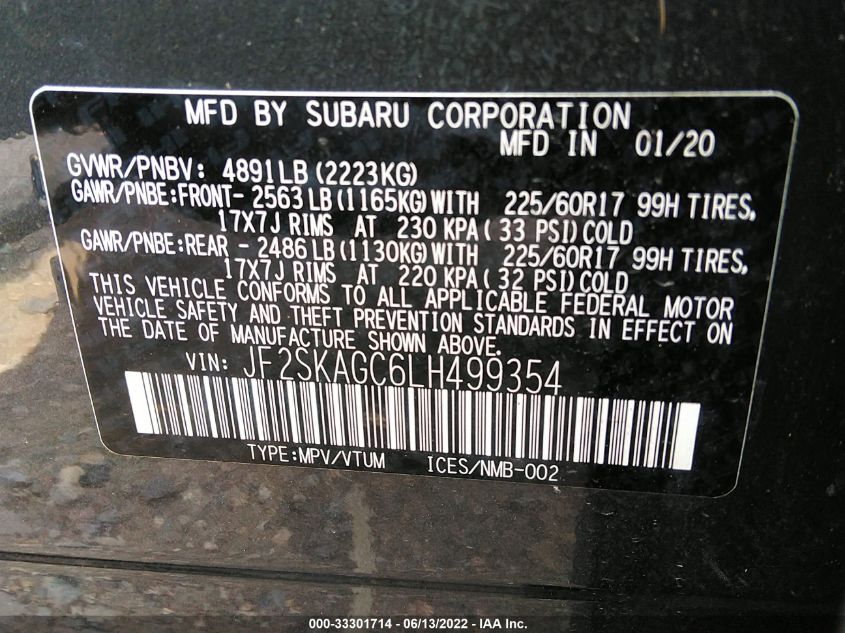 MFD BY SUBARU CORPORATION
MFD IN 01/20
GVWR/PNBV: 4891LB (2223KG)
GAWR/PNBE:FRONT- 2563LB(1165KG)WITH 225/60R17 99H TIRES,
17X7J RIMS AT 230 KPA( 33 PSI)COLD
GAWR/PNBE:REAR - 2486LB(1130KG)WITH 225/60R17 99H TIRES,
17X7J RIMS AT 220 KPA( 32 PSI)COLD
THIS VEHICLE CONFORMS TO ALL APPLICABLE FEDERAL MOTOR
VEHICLE SAFETY AND THEFT PREVENTION STANDARDS IN EFFECT ON
THE DATE OF MANUFACTURE SHOWN ABOVE.
VIN: JF2SKAGC6LH499354
TYPE:MPV/VTUM ICES/NMB-002
000-33301714 - 06/13/2022 - IAA Inc.